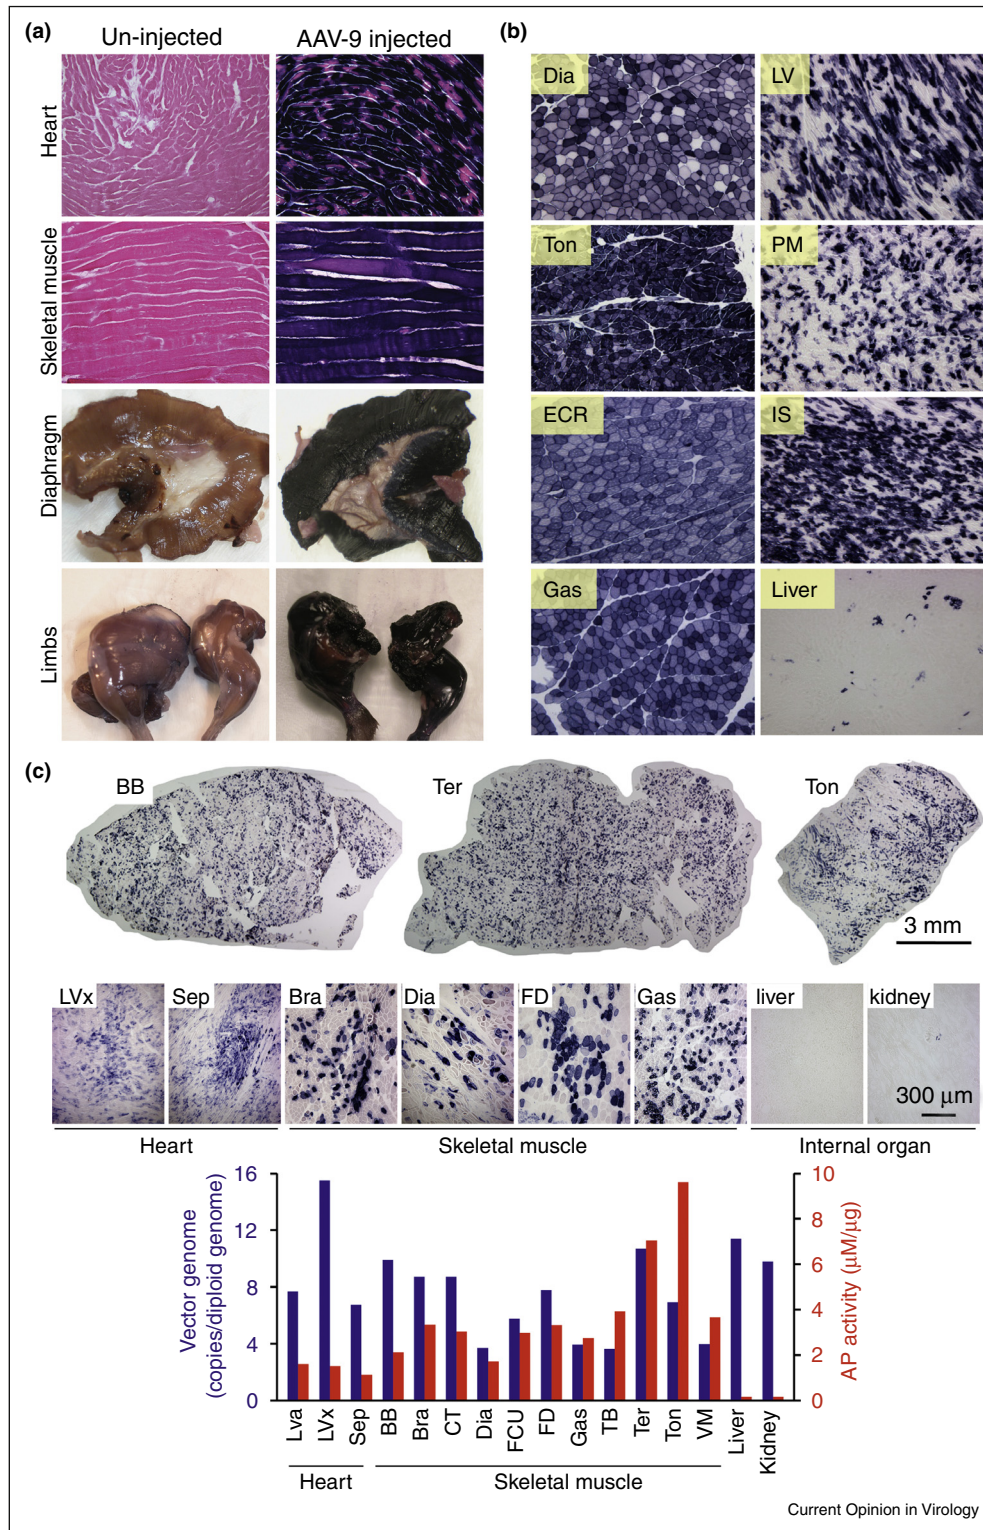 (a)
Un-injected
AAV-9 injected
Heart
Skeletal muscle
Diaphragm
Limbs
(b)
Dia
LV
Ton
PM
ECR
IS
Gas
Liver
(c)
BB
Ter
Ton
3 mm
LVx
Sep
Bra
Dia
FD
Gas
liver
kidney
300 μm
Heart
Skeletal muscle
Internal organ
Vector genome
(copies/diploid genome)
16
12
8
4
0
10
8
6
4
2
0
AP activity (μM/μg)
Lva
LVx
Sep
BB
Bra
CT
Dia
FCU
FD
Gas
TB
Ter
Ton
VM
Liver
Kidney
Heart
Skeletal muscle
Current Opinion in Virology